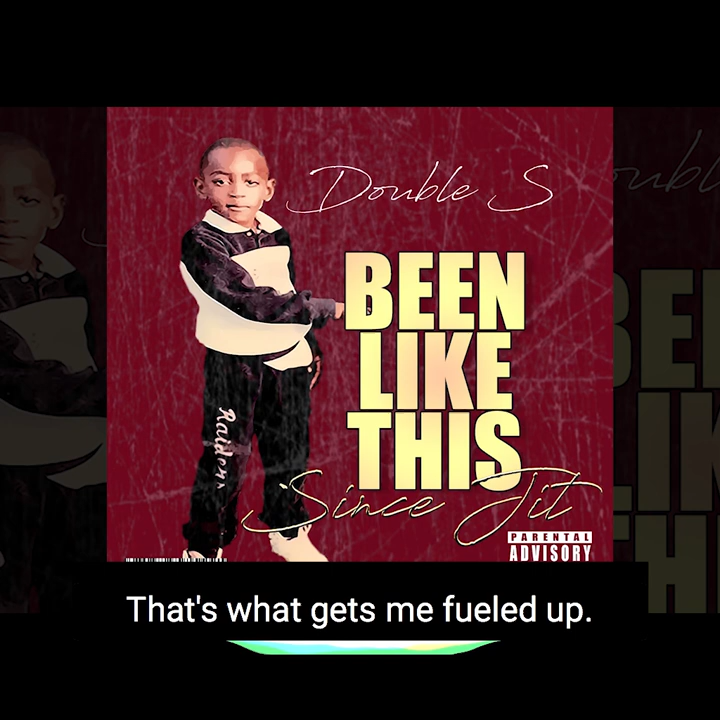 Double S
BEEN
LIKE
THIS
Since Jit
Raiders
PARENTAL
ADVISORY
That's what gets me fueled up.